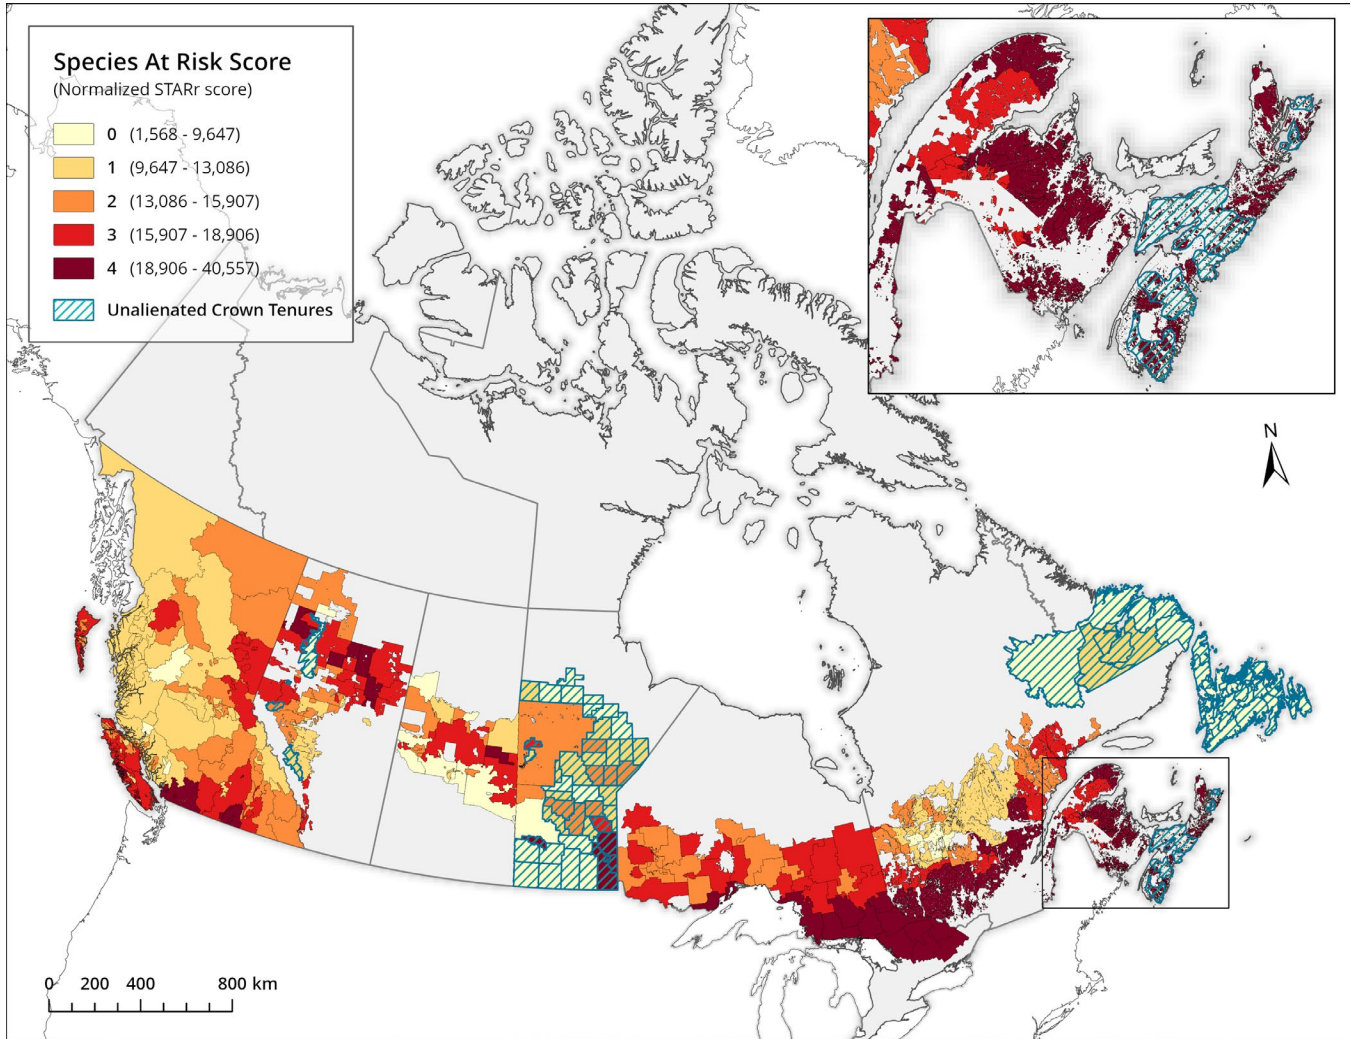 Species At Risk Score
(Normalized STARr score)
0 (1,568 - 9,647)
1 (9,647 - 13,086)
2 (13,086 - 15,907)
3 (15,907 - 18,906)
4 (18,906 - 40,557)
Unalienated Crown Tenures
N
0 200 400 800 km